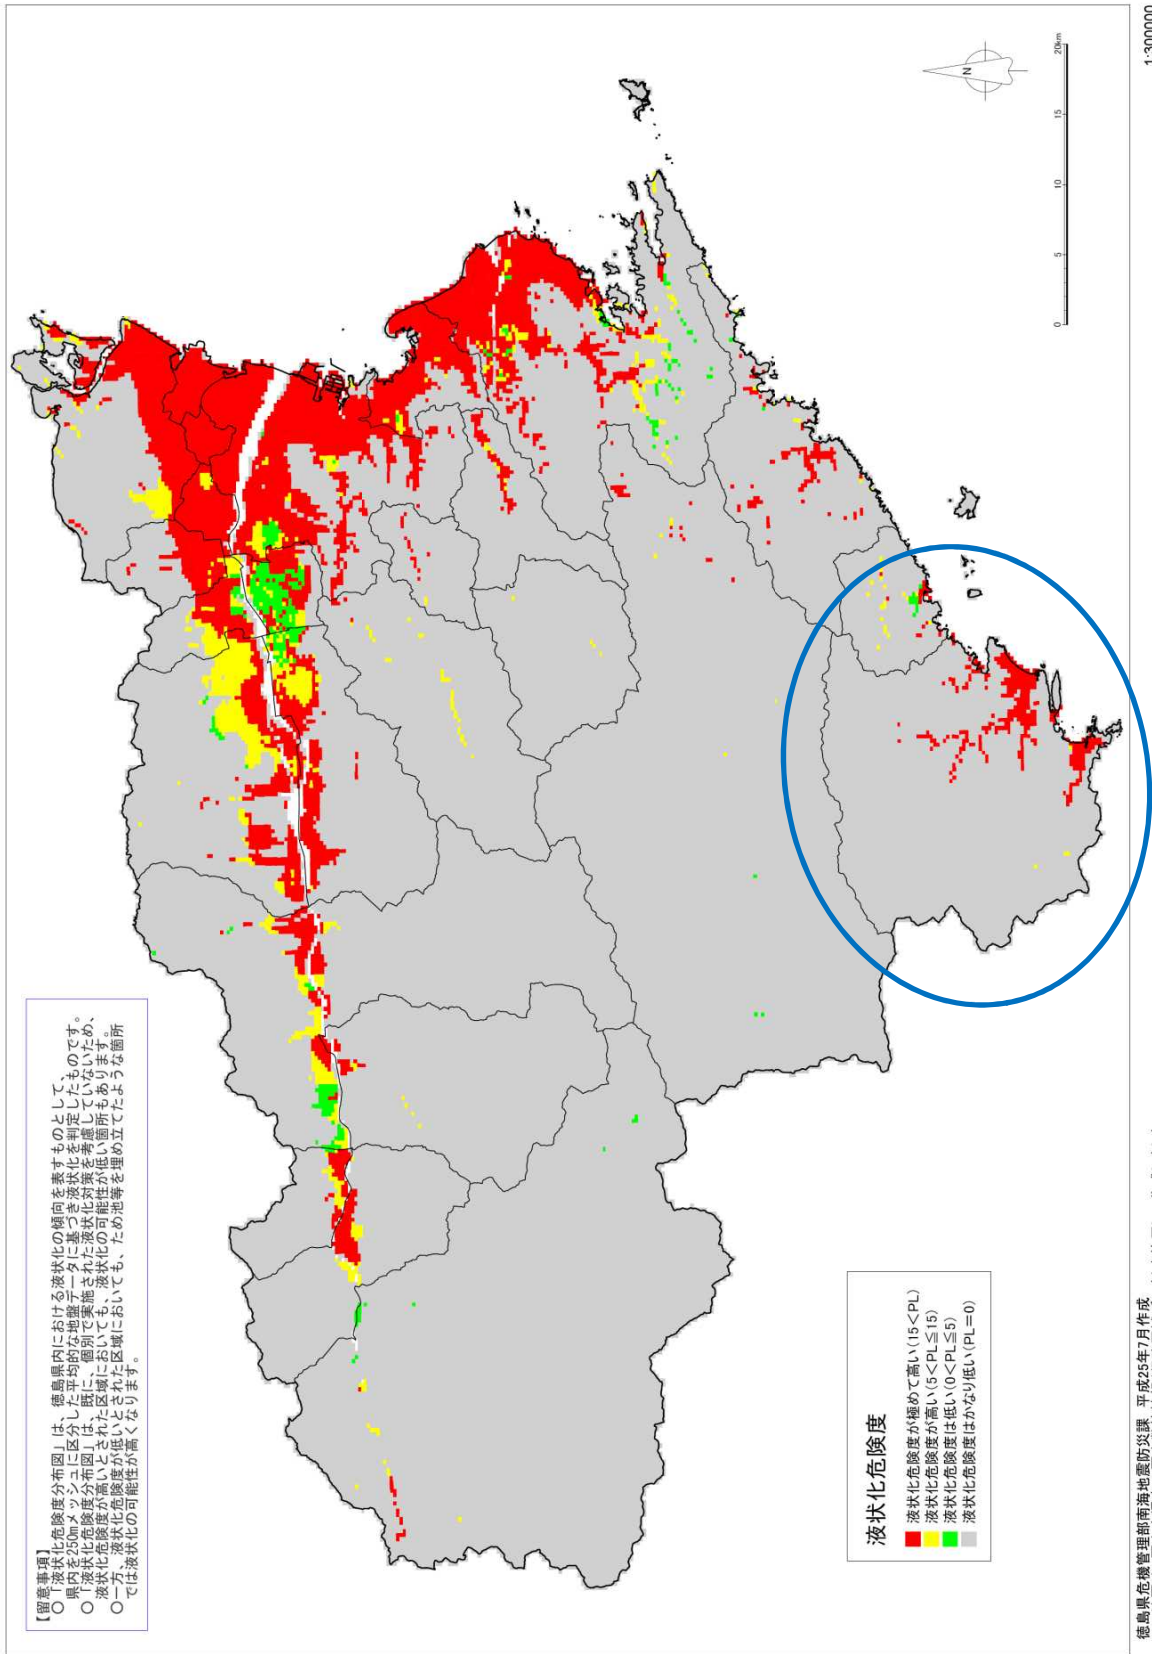 【留意事項】
○「液状化危険度分布図」は、徳島県内における液状化の傾向を表すものとして、
県内を250mメッシュに区分した平均的な地盤データに基づき液状化を判定したものです。
○「液状化危険度分布図」は、既に、個別で実施された液状化対策を考慮していないため、
液状化危険度が高いとされた区域においても、液状化の可能性が低い箇所もあります。
○一方、液状化危険度が低いとされた区域においても、ため池等を埋め立てたような箇所
では液状化の可能性が高くなります。
N
0 5 10 15 20km
液状化危険度
液状化危険度が極めて高い(15<PL)
液状化危険度が高い(5<PL≦15)
液状化危険度は低い(0<PL≦5)
液状化危険度はかなり低い(PL=0)
徳島県危機管理部南海地震防災課 平成25年7月作成
1:300000